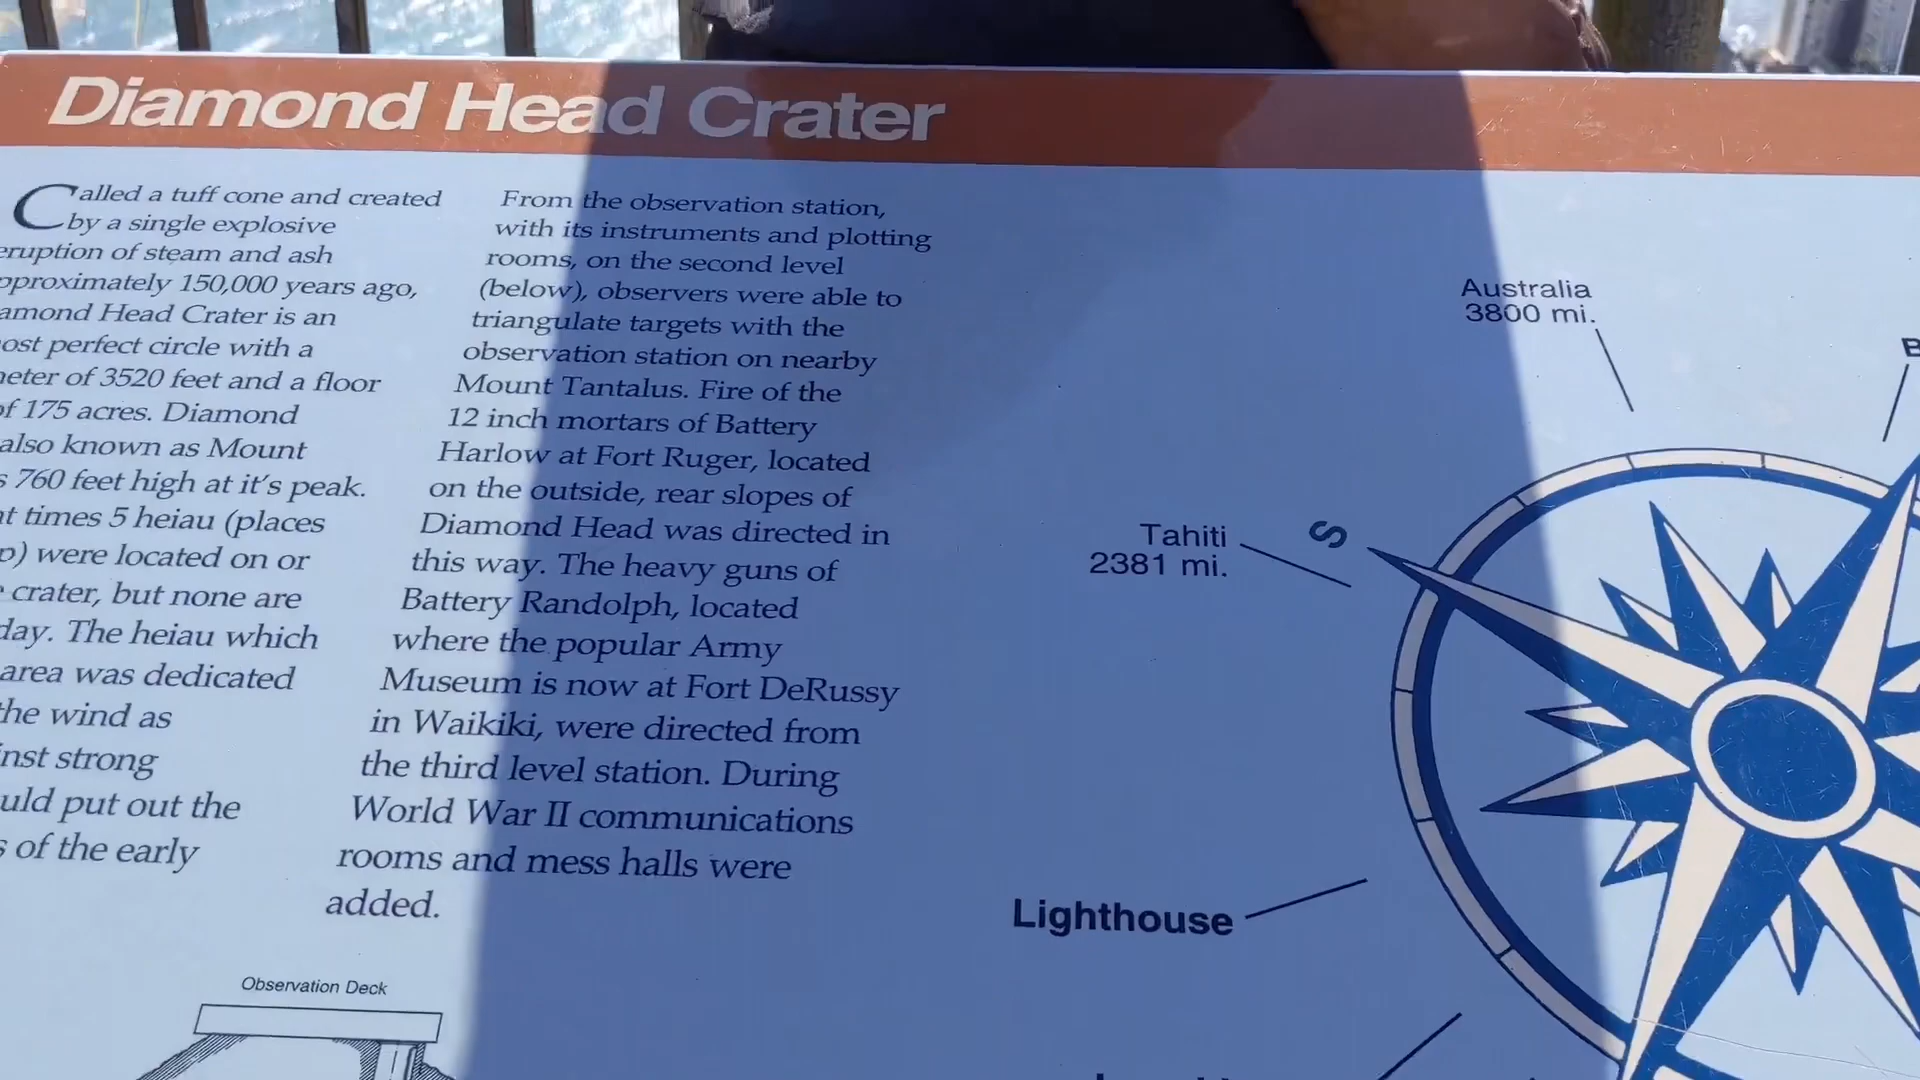 Diamond Head Crater
Called a tuff cone and created
by a single explosive
eruption of steam and ash
pproximately 150,000 years ago,
amond Head Crater is an
ost perfect circle with a
neter of 3520 feet and a floor
of 175 acres. Diamond
also known as Mount
s 760 feet high at it's peak.
nt times 5 heiau (places
p) were located on or
e crater, but none are
day. The heiau which
area was dedicated
the wind as
inst strong
uld put out the
s of the early
From the observation station,
with its instruments and plotting
rooms, on the second level
(below), observers were able to
triangulate targets with the
observation station on nearby
Mount Tantalus. Fire of the
12 inch mortars of Battery
Harlow at Fort Ruger, located
on the outside, rear slopes of
Diamond Head was directed in
this way. The heavy guns of
Battery Randolph, located
where the popular Army
Museum is now at Fort DeRussy
in Waikiki, were directed from
the third level station. During
World War II communications
rooms and mess halls were
added.
Observation Deck
Australia
3800 mi.
B
Tahiti
2381 mi.
S
Lighthouse